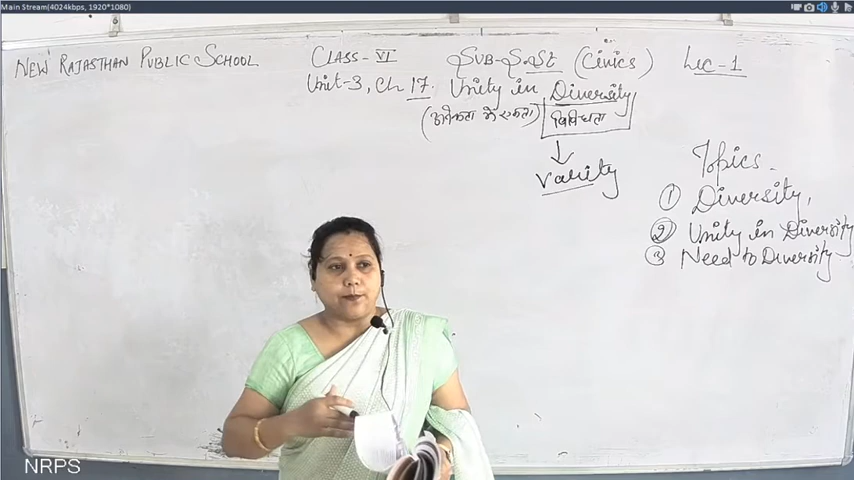 Main Stream(4024kbps, 1920*1080)
NEW RAJASTHAN PUBLIC SCHOOL
CLASS-VI
SUB-S.St (Civics)
Lec-1
Unit-3, Ch 17. Unity in Diversity
(अनेकता में एकता)
विविधता
Varity
Topics
① Diversity,
② Unity in Diversity
③ Need to Diversity
NRPS